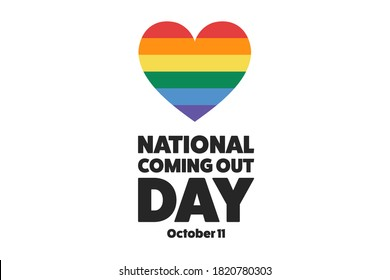 NATIONAL
COMING OUT
DAY
October 11
shutterstock.com · 1820780303